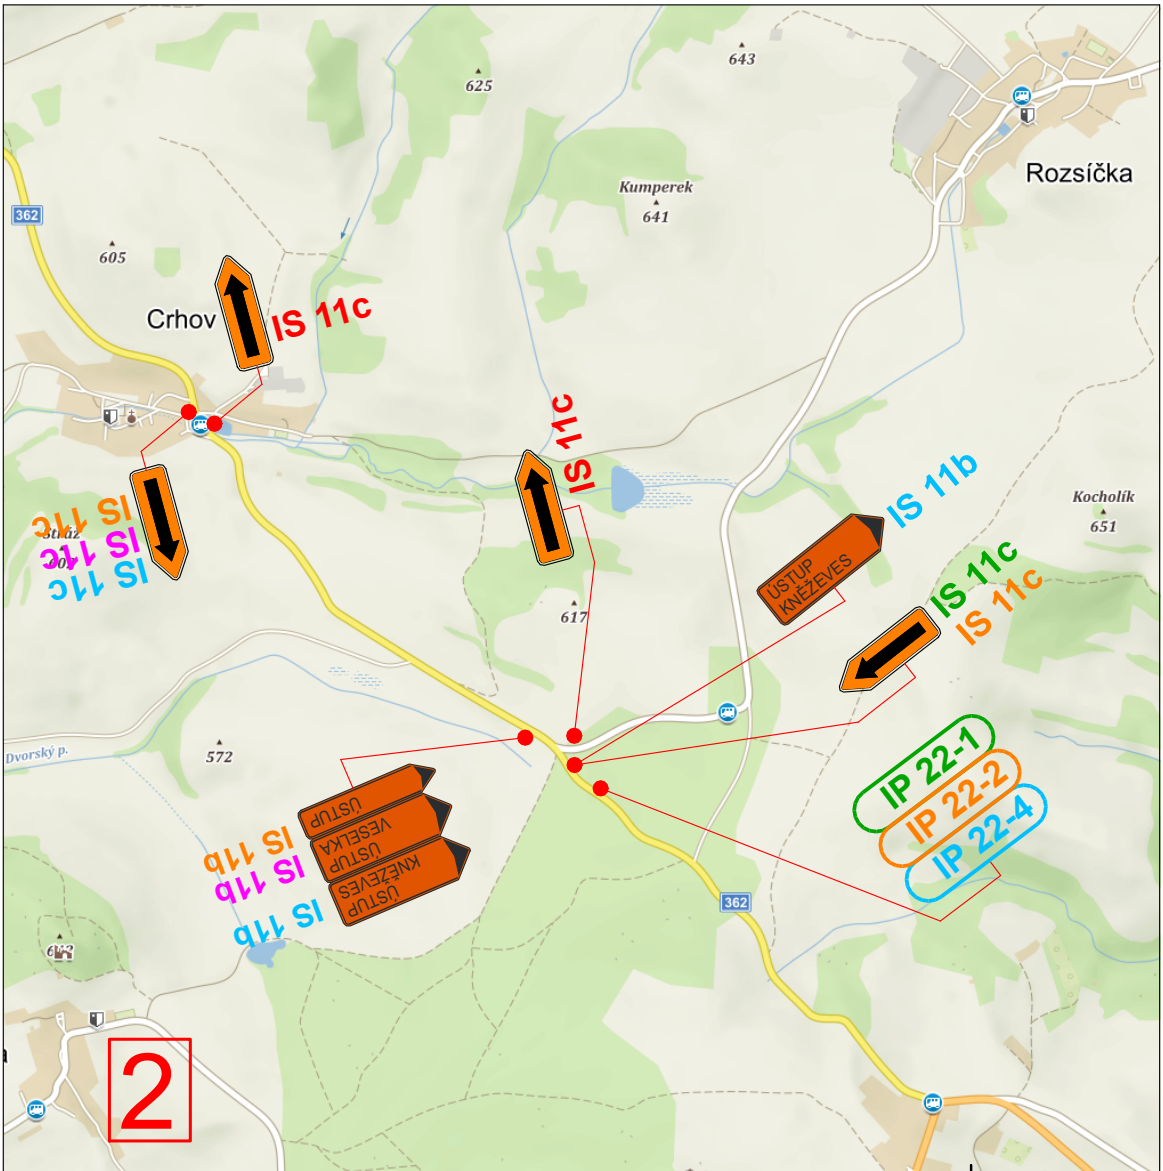 643
625
Rozsíčka
Kumperek
641
362
605
Crhov
IS 11c
IS 11c
IS 11b
Kocholík
651
IS 11c
IS 11c
IS 11c
Stráž
ÚSTUP
KNĚŽEVES
IS 11c
IS 11c
617
572
Dvorský p.
IP 22-1
IP 22-2
IP 22-4
ÚSTUP
ÚSTUP
VESELKA
ÚSTUP
KNĚŽEVES
IS 11b
IS 11b
IS 11b
362
2